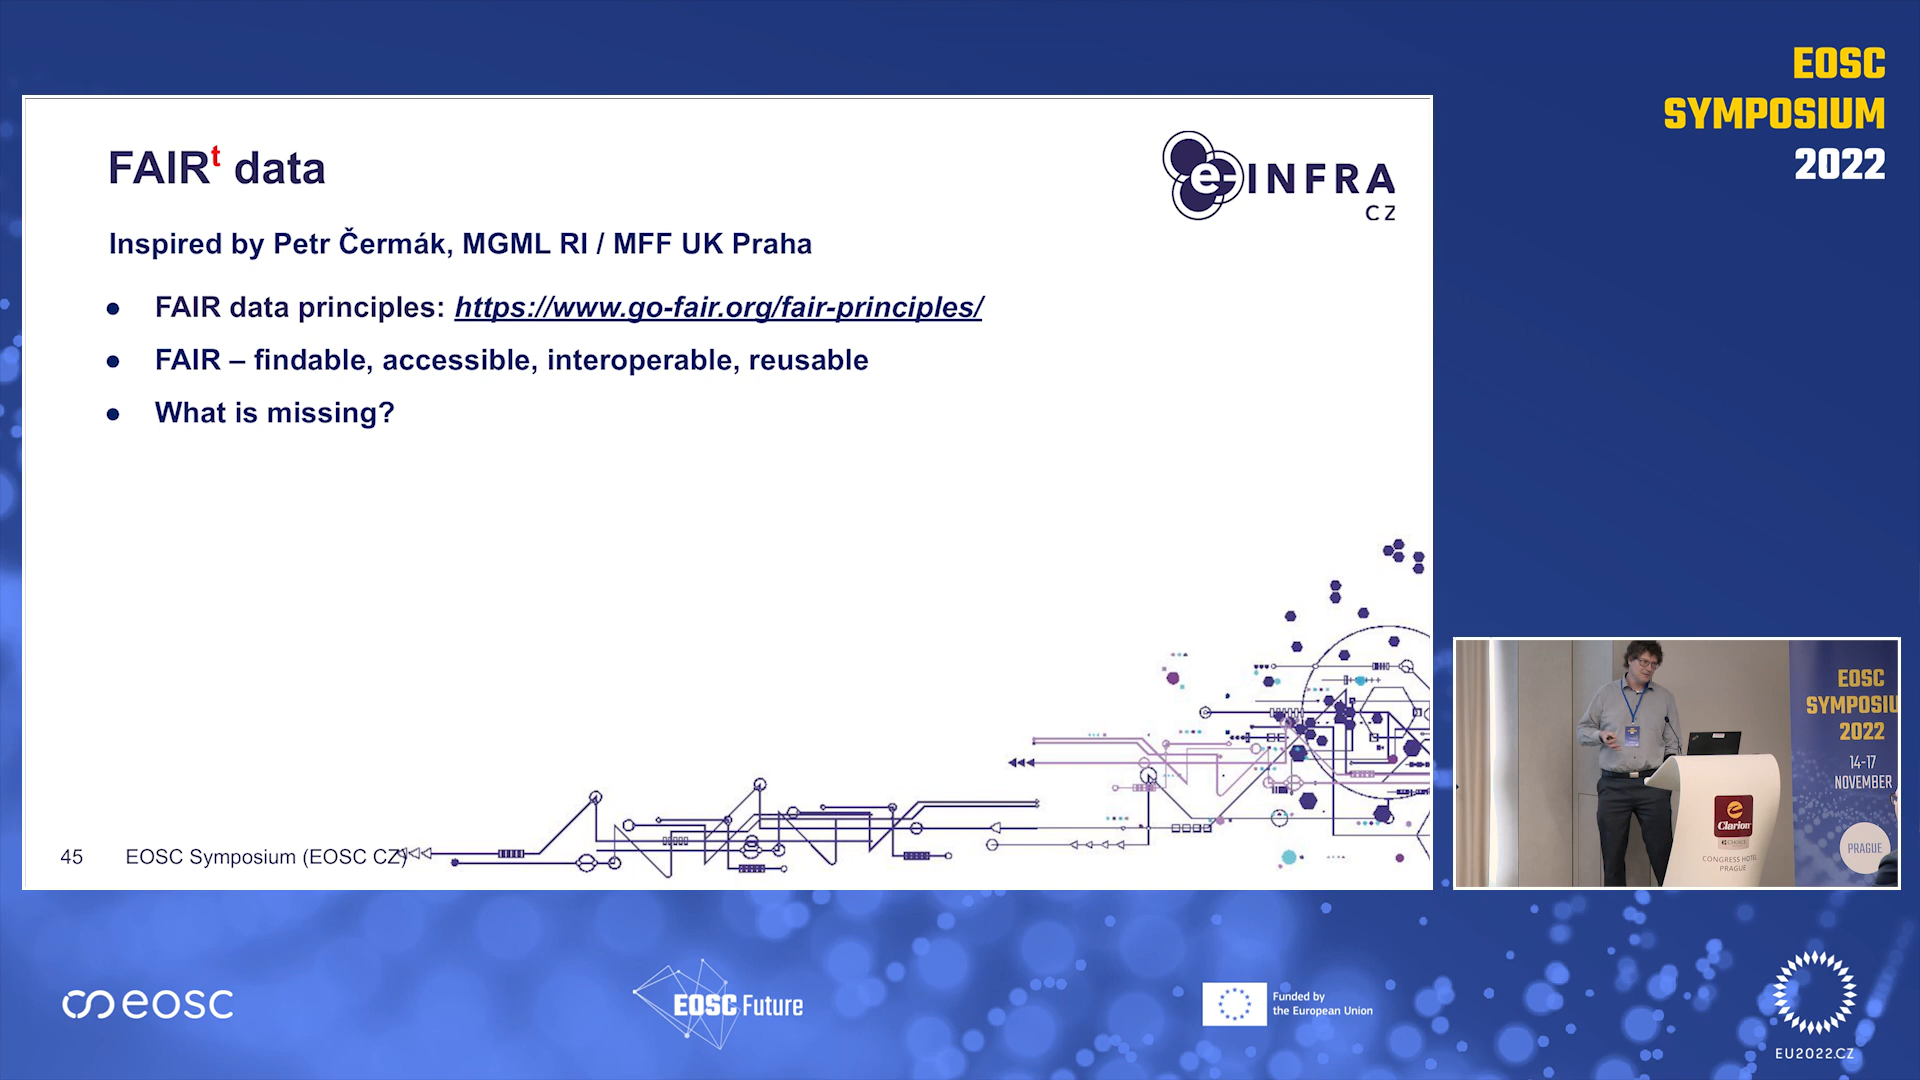 EOSC
SYMPOSIUM
2022
FAIRᵗ data
e-INFRA
CZ
Inspired by Petr Čermák, MGML RI / MFF UK Praha
● FAIR data principles: https://www.go-fair.org/fair-principles/
● FAIR – findable, accessible, interoperable, reusable
● What is missing?
45 EOSC Symposium (EOSC CZ)
EOSC
SYMPOSIU
2022
14-17
NOVEMBER
PRAGUE
Clarion
CONGRESS HOTEL
PRAGUE
eosc
EOSC Future
Funded by
the European Union
EU2022.CZ